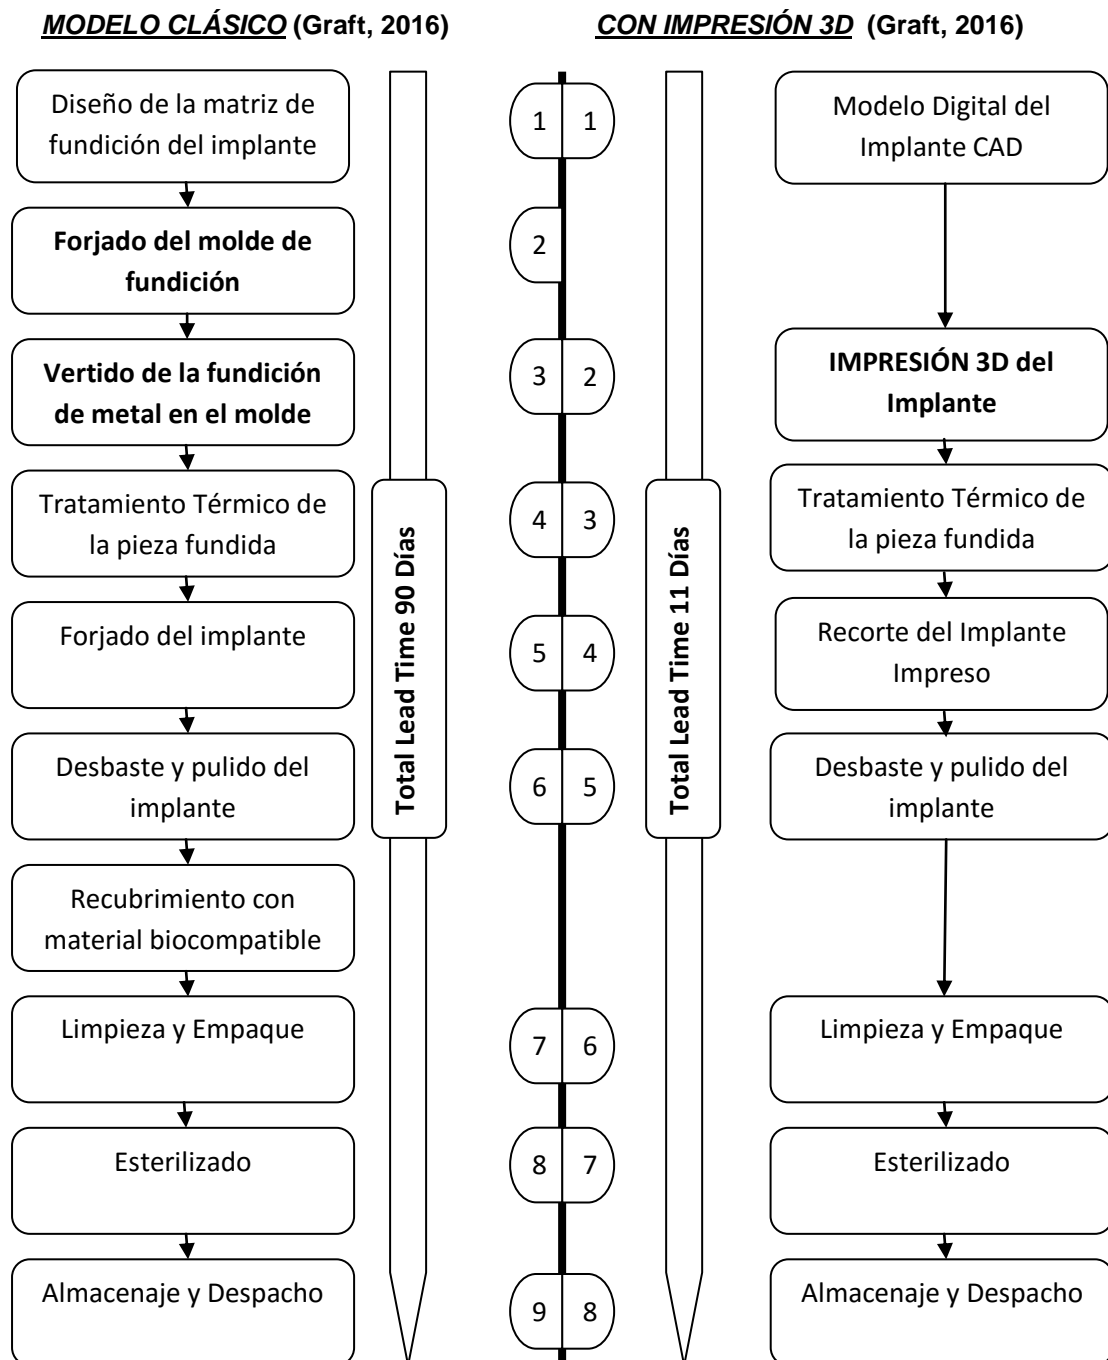 MODELO CLÁSICO (Graft, 2016)
CON IMPRESIÓN 3D (Graft, 2016)
Diseño de la matriz de
fundición del implante
Forjado del molde de
fundición
Vertido de la fundición
de metal en el molde
Tratamiento Térmico de
la pieza fundida
Forjado del implante
Desbaste y pulido del
implante
Recubrimiento con
material biocompatible
Limpieza y Empaque
Esterilizado
Almacenaje y Despacho
Total Lead Time 90 Días
1 1
2
3 2
4 3
5 4
6 5
7 6
8 7
9 8
Total Lead Time 11 Días
Modelo Digital del
Implante CAD
IMPRESIÓN 3D del
Implante
Tratamiento Térmico de
la pieza fundida
Recorte del Implante
Impreso
Desbaste y pulido del
implante
Limpieza y Empaque
Esterilizado
Almacenaje y Despacho